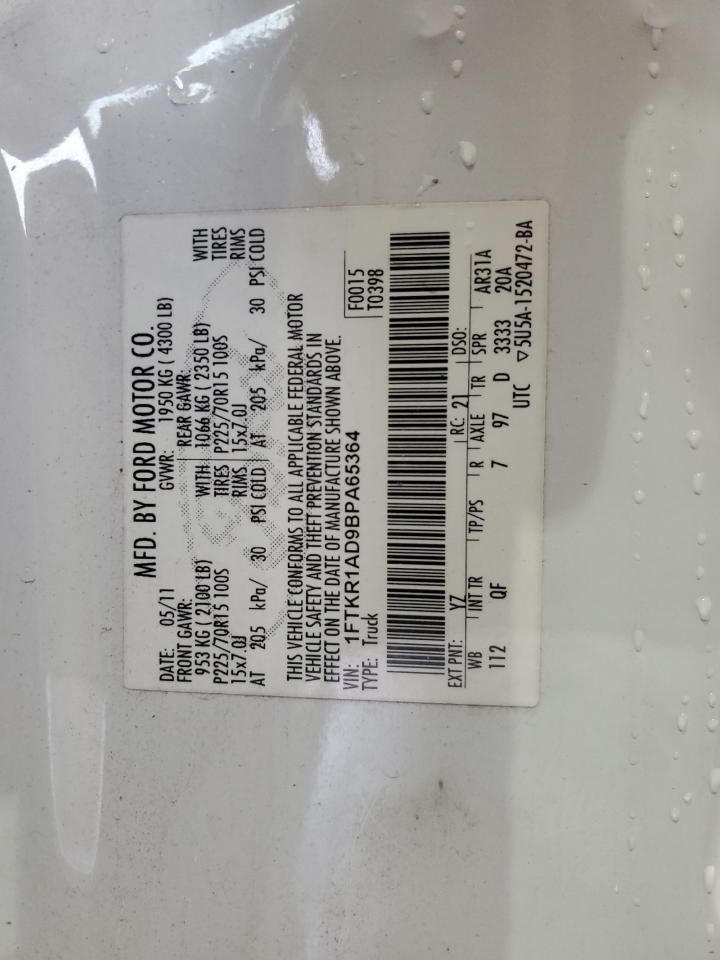 MFD. BY FORD MOTOR CO.
DATE: 05/11 GVWR: 1950 KG ( 4300 LB)
FRONT GAWR: REAR GAWR:
953 KG ( 2100 LB) WITH 1066 KG ( 2350 LB) WITH
P225/70R15 100S TIRES P225/70R15 100S TIRES
15x7.0J RIMS 15x7.0J RIMS
AT 205 kPa/ 30 PSI COLD AT 205 kPa/ 30 PSI COLD
THIS VEHICLE CONFORMS TO ALL APPLICABLE FEDERAL MOTOR
VEHICLE SAFETY AND THEFT PREVENTION STANDARDS IN
EFFECT ON THE DATE OF MANUFACTURE SHOWN ABOVE.
VIN: 1FTKR1AD9BPA65364 F0015
TYPE: Truck T0398
EXT PNT: YZ RC: 21 DSO:
WB INT TR TP/PS R AXLE TR SPR AR31A
112 QF 7 97 D 3333 20A
UTC ▽5U5A-1520472-BA